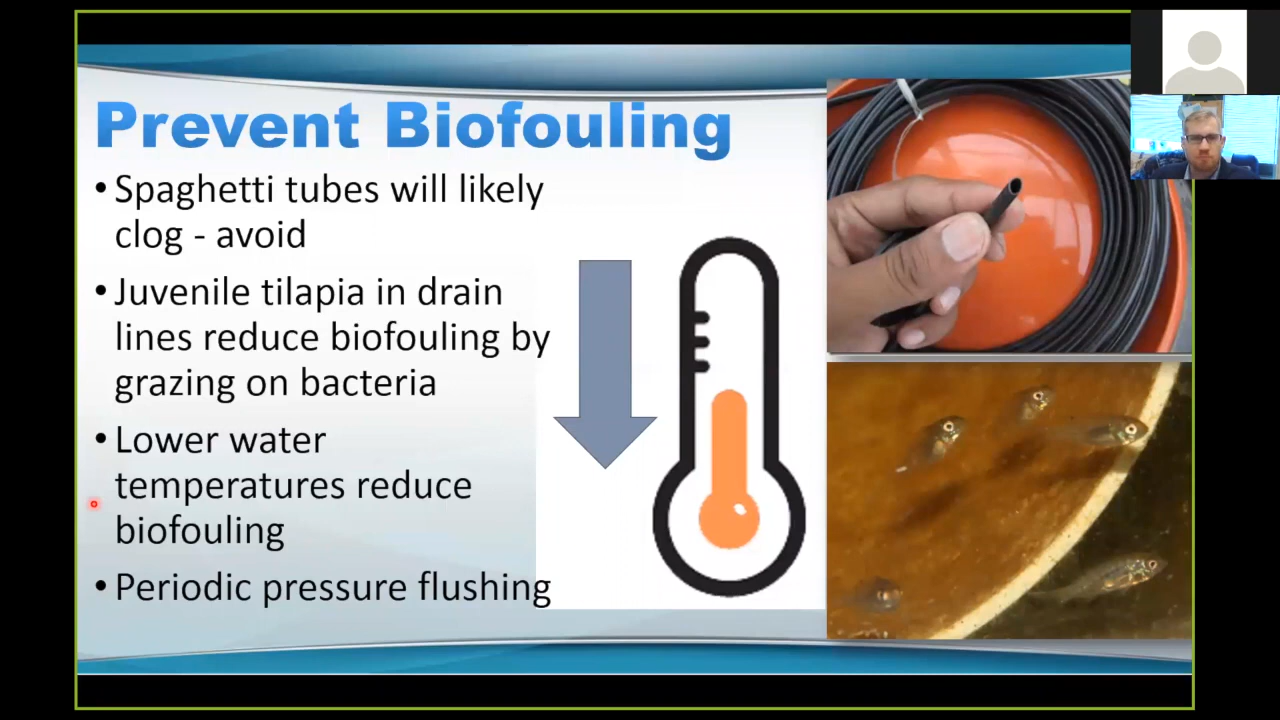 Prevent Biofouling
• Spaghetti tubes will likely
clog - avoid
• Juvenile tilapia in drain
lines reduce biofouling by
grazing on bacteria
• Lower water
temperatures reduce
biofouling
• Periodic pressure flushing